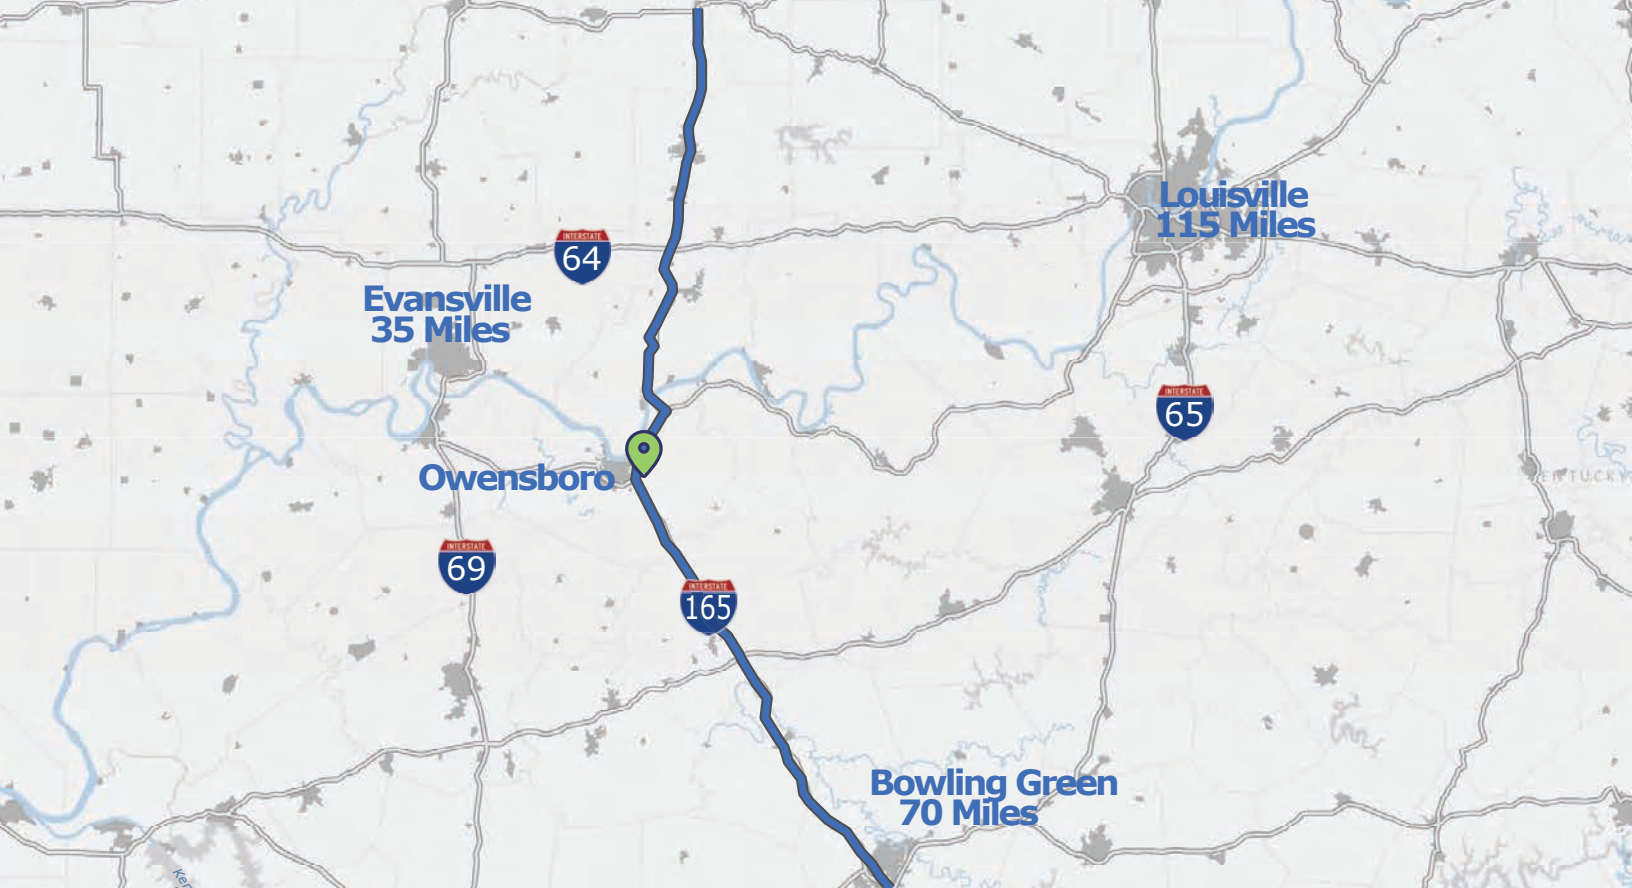 Louisville
115 Miles
INTERSTATE
64
Evansville
35 Miles
INTERSTATE
65
Owensboro
KENTUCKY
INTERSTATE
69
INTERSTATE
165
Bowling Green
70 Miles